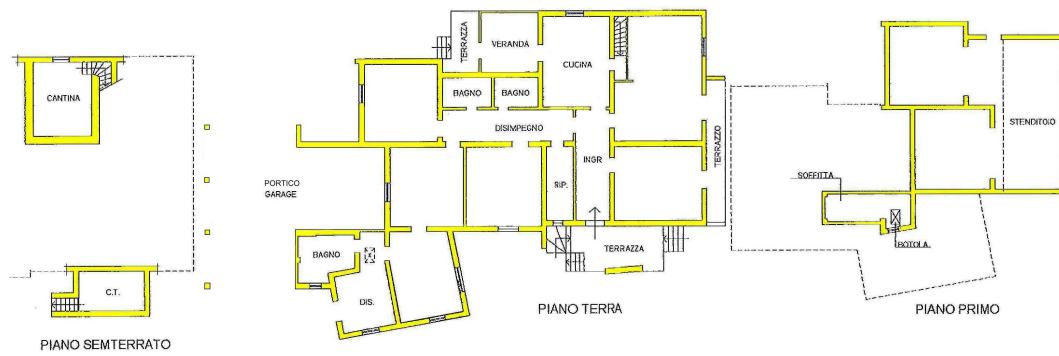 CANTINA
C.T.
PIANO SEMTERRATO
TERRAZZA
VERANDA
CUCINA
BAGNO
BAGNO
DISIMPEGNO
PORTICO
GARAGE
RIP.
INGR
TERRAZZO
BAGNO
DIS.
TERRAZZA
PIANO TERRA
STENDITOIO
SOFFITTA
BOTOLA
PIANO PRIMO